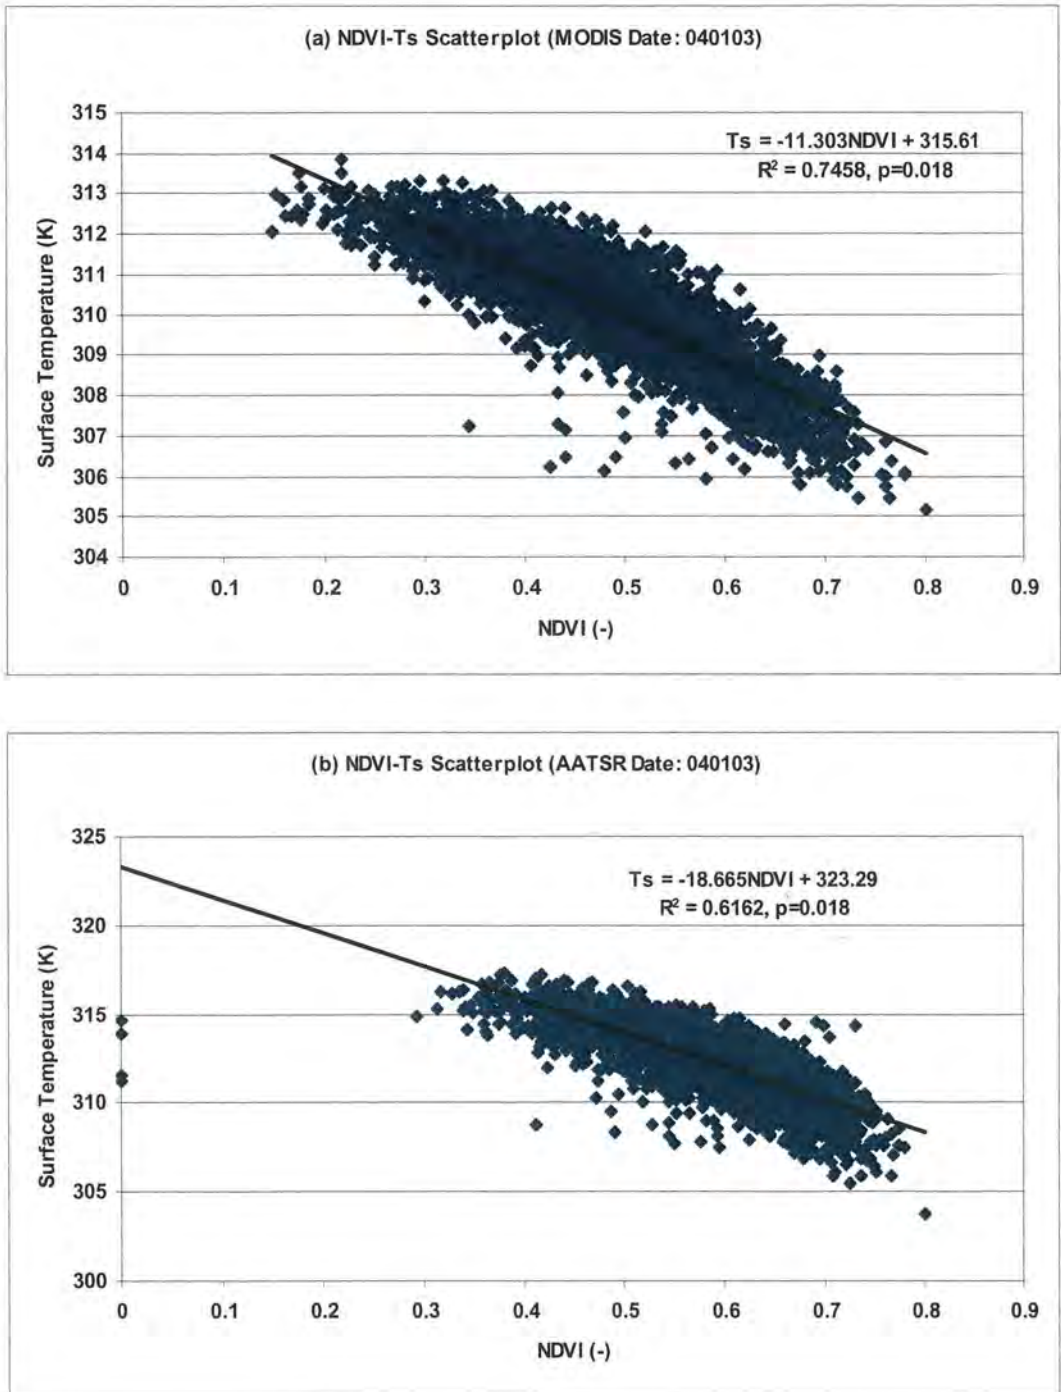 (a) NDVI-Ts Scatterplot (MODIS Date: 040103)
315
314
313
312
311
310
309
308
307
306
305
304
Surface Temperature (K)
Ts = -11.303NDVI + 315.61
R² = 0.7458, p=0.018
0 0.1 0.2 0.3 0.4 0.5 0.6 0.7 0.8 0.9
NDVI (-)
(b) NDVI-Ts Scatterplot (AATSR Date: 040103)
325
320
315
310
305
300
Surface Temperature (K)
Ts = -18.665NDVI + 323.29
R² = 0.6162, p=0.018
0 0.1 0.2 0.3 0.4 0.5 0.6 0.7 0.8 0.9
NDVI (-)